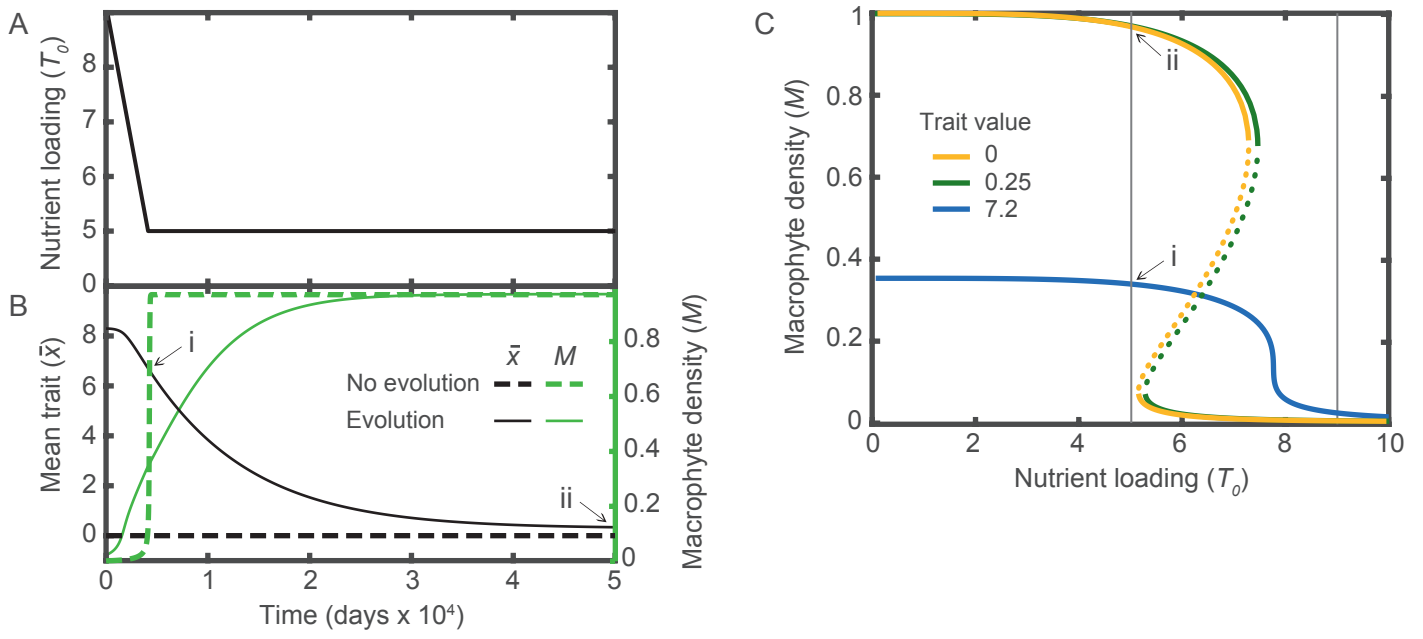 A
Nutrient loading (T₀)
8
7
6
5
0
B
Mean trait (x̄)
8
6
4
2
0
i
ii
x̄ M
No evolution
Evolution
0.8
0.6
0.4
0.2
0
Macrophyte density (M)
0 1 2 3 4 5
Time (days x 10⁴)
C
Macrophyte density (M)
1
0.8
0.6
0.4
0.2
0
ii
Trait value
0
0.25
7.2
i
0 2 4 6 8 10
Nutrient loading (T₀)